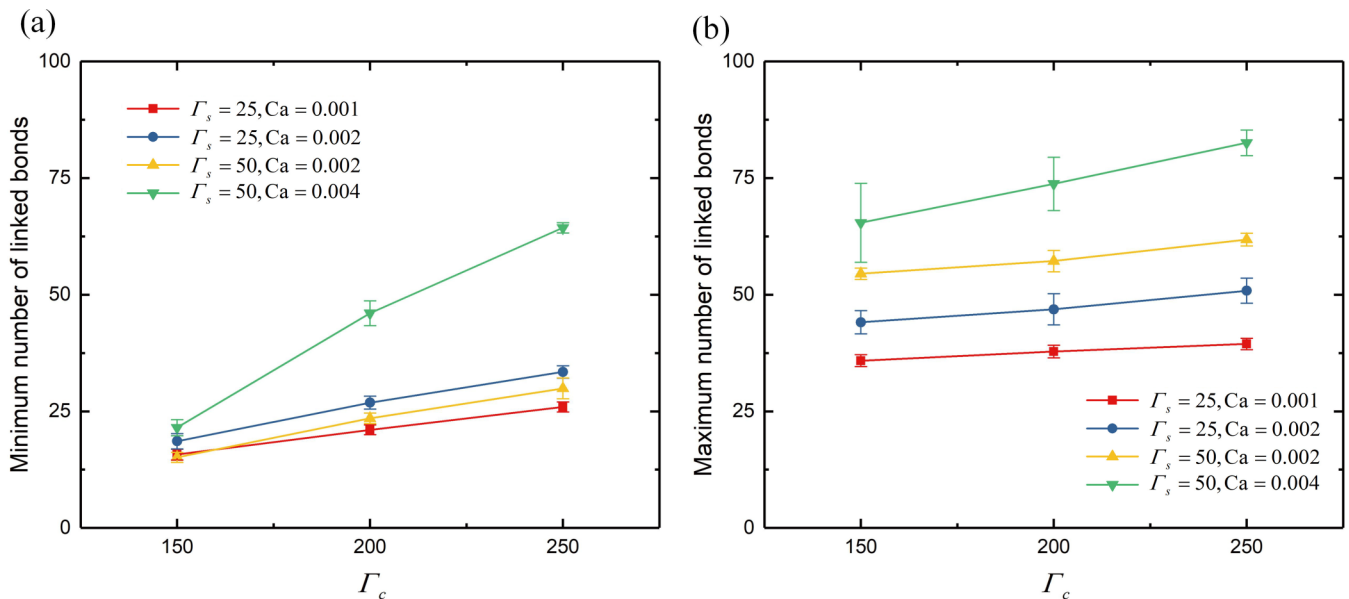 (a)
Minimum number of linked bonds
100
75
50
25
0
Γs = 25, Ca = 0.001
Γs = 25, Ca = 0.002
Γs = 50, Ca = 0.002
Γs = 50, Ca = 0.004
150
200
250
Γc
(b)
Maximum number of linked bonds
100
75
50
25
0
Γs = 25, Ca = 0.001
Γs = 25, Ca = 0.002
Γs = 50, Ca = 0.002
Γs = 50, Ca = 0.004
150
200
250
Γc